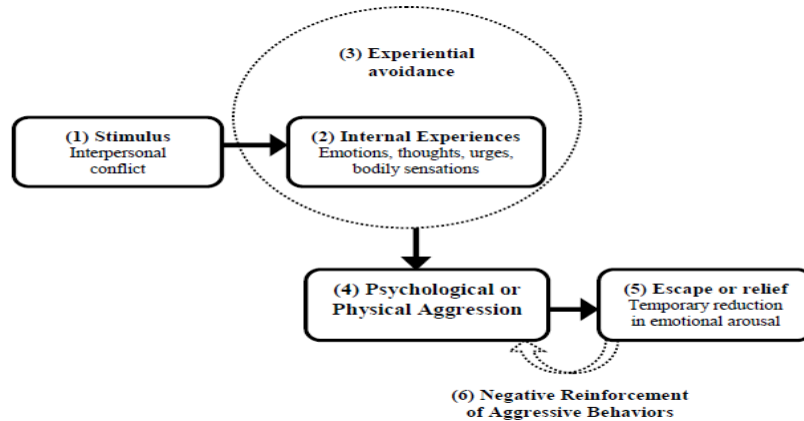 (3) Experiential
avoidance
(1) Stimulus
Interpersonal
conflict
(2) Internal Experiences
Emotions, thoughts, urges,
bodily sensations
(4) Psychological or
Physical Aggression
(5) Escape or relief
Temporary reduction
in emotional arousal
(6) Negative Reinforcement
of Aggressive Behaviors